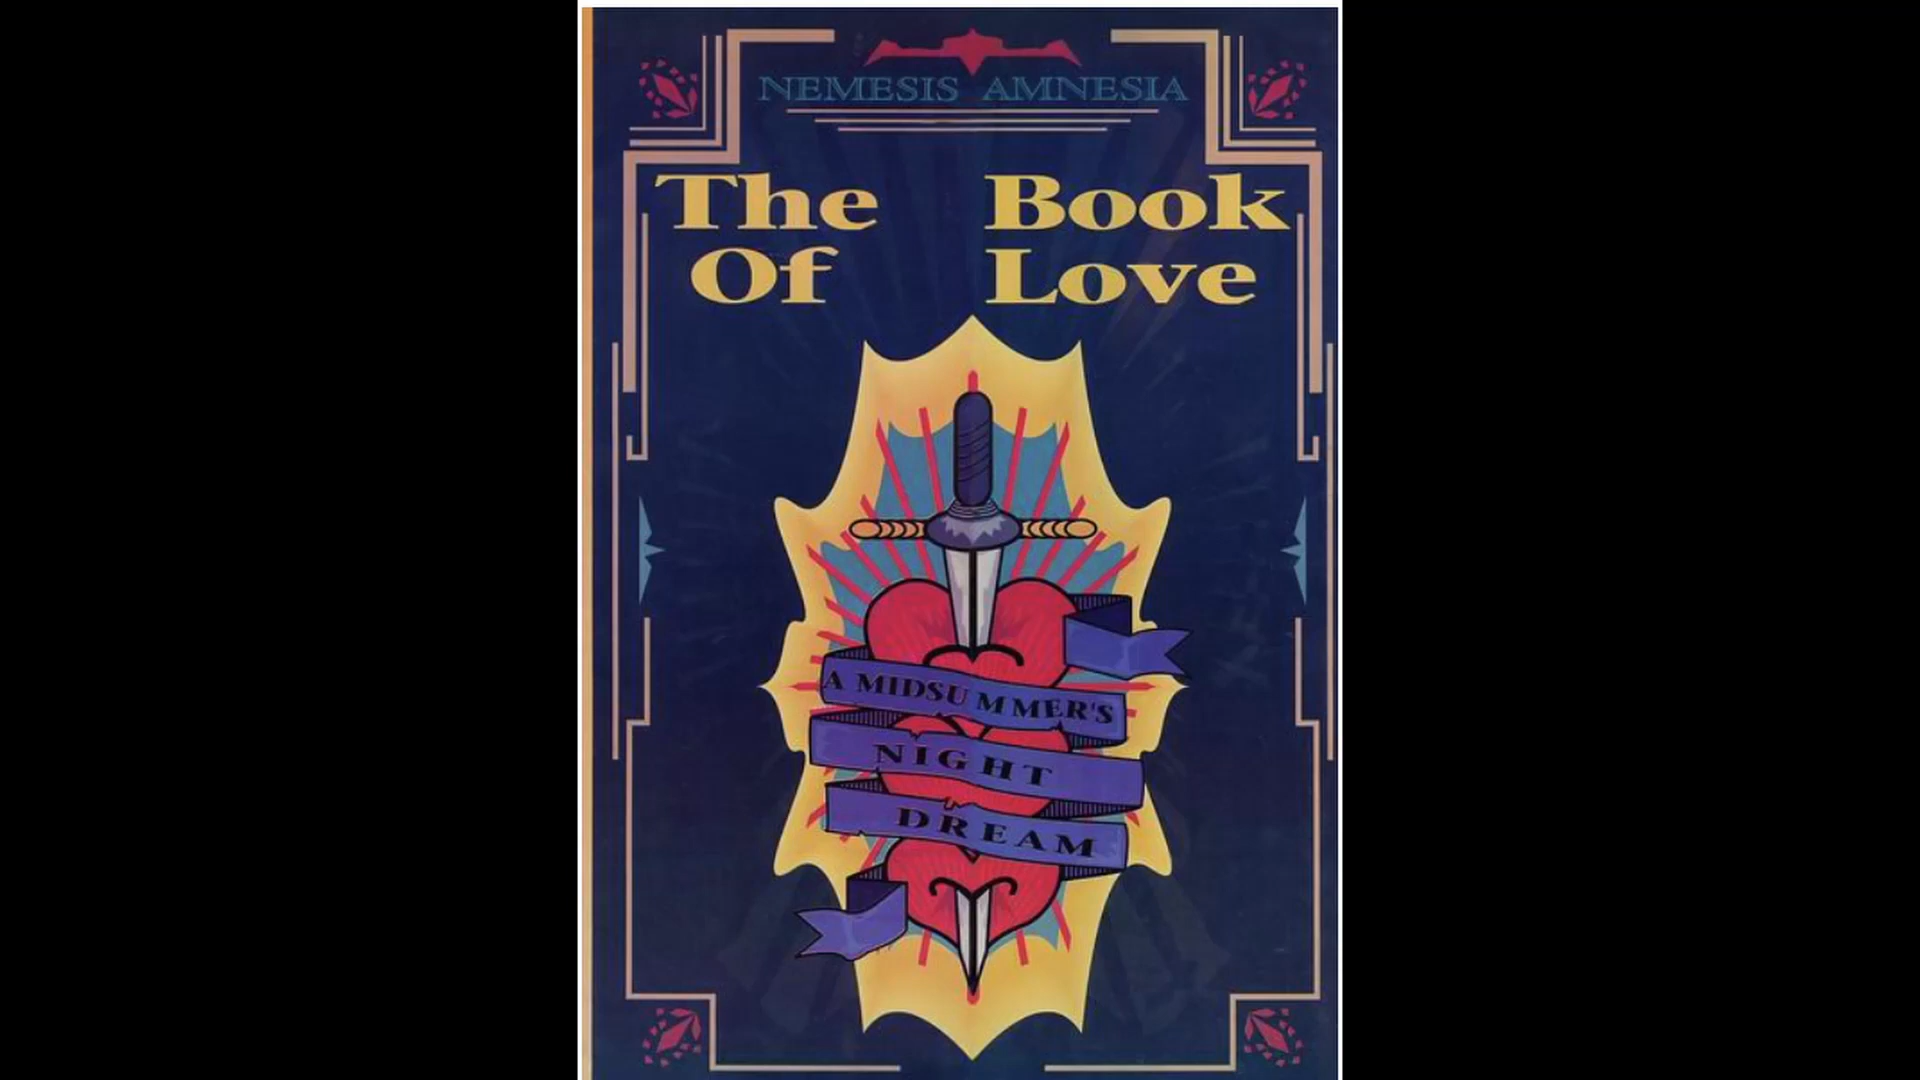 NEMESIS AMNESIA
The Book
Of Love
A MIDSUMMER'S
NIGHT
DREAM